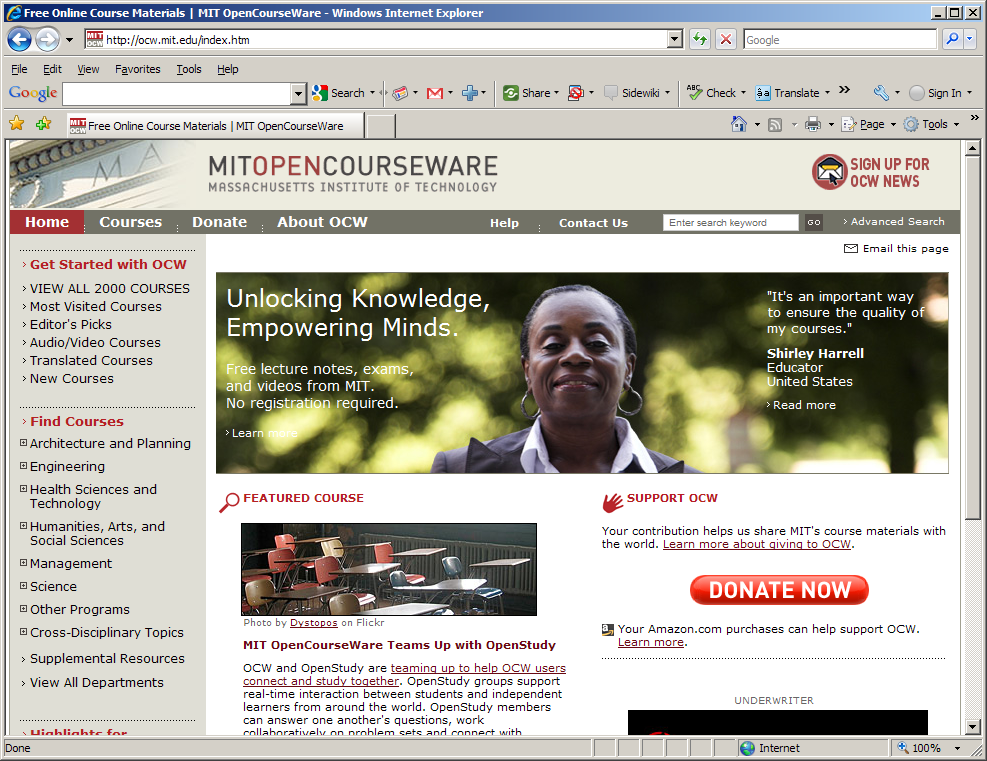 Free Online Course Materials | MIT OpenCourseWare - Windows Internet Explorer
MIT OCW http://ocw.mit.edu/index.htm Google
File Edit View Favorites Tools Help
Google Search Share Sidewiki ABC Check Translate Sign In
MIT OCW Free Online Course Materials | MIT OpenCourseWare Page Tools
MA
MITOPENCOURSEWARE
MASSACHUSETTS INSTITUTE OF TECHNOLOGY
SIGN UP FOR
OCW NEWS
Home Courses Donate About OCW Help Contact Us Enter search keyword GO Advanced Search
Email this page
Get Started with OCW
VIEW ALL 2000 COURSES
Most Visited Courses
Editor's Picks
Audio/Video Courses
Translated Courses
New Courses
Find Courses
Architecture and Planning
Engineering
Health Sciences and
Technology
Humanities, Arts, and
Social Sciences
Management
Science
Other Programs
Cross-Disciplinary Topics
Supplemental Resources
View All Departments
Highlights for
Unlocking Knowledge,
Empowering Minds.
Free lecture notes, exams,
and videos from MIT.
No registration required.
Learn more
"It's an important way
to ensure the quality of
my courses."
Shirley Harrell
Educator
United States
Read more
FEATURED COURSE
Photo by Dystopos on Flickr
MIT OpenCourseWare Teams Up with OpenStudy
OCW and OpenStudy are teaming up to help OCW users
connect and study together. OpenStudy groups support
real-time interaction between students and independent
learners from around the world. OpenStudy members
can answer one another's questions, work
collaboratively on problem sets and connect with
SUPPORT OCW
Your contribution helps us share MIT's course materials with
the world. Learn more about giving to OCW.
DONATE NOW
Your Amazon.com purchases can help support OCW.
Learn more.
UNDERWRITER
Done Internet 100%